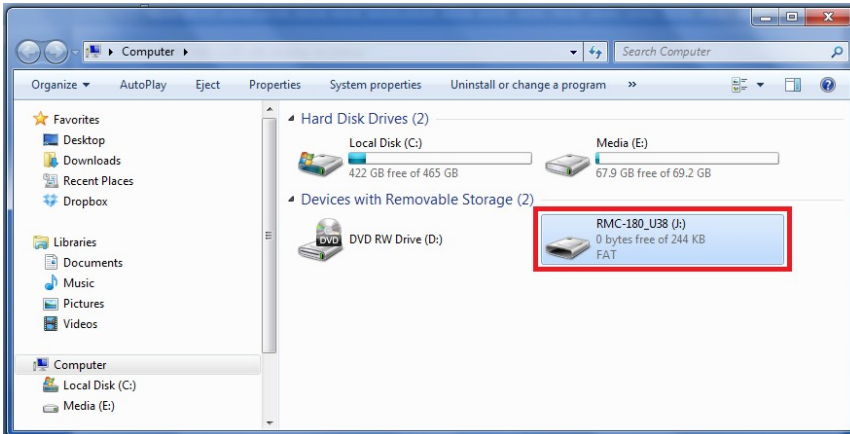 Computer
Search Computer
Organize
AutoPlay
Eject
Properties
System properties
Uninstall or change a program
»
Favorites
Desktop
Downloads
Recent Places
Dropbox
Libraries
Documents
Music
Pictures
Videos
Computer
Local Disk (C:)
Media (E:)
Hard Disk Drives (2)
Local Disk (C:)
422 GB free of 465 GB
Media (E:)
67.9 GB free of 69.2 GB
Devices with Removable Storage (2)
DVD
DVD RW Drive (D:)
RMC-180_U38 (J:)
0 bytes free of 244 KB
FAT